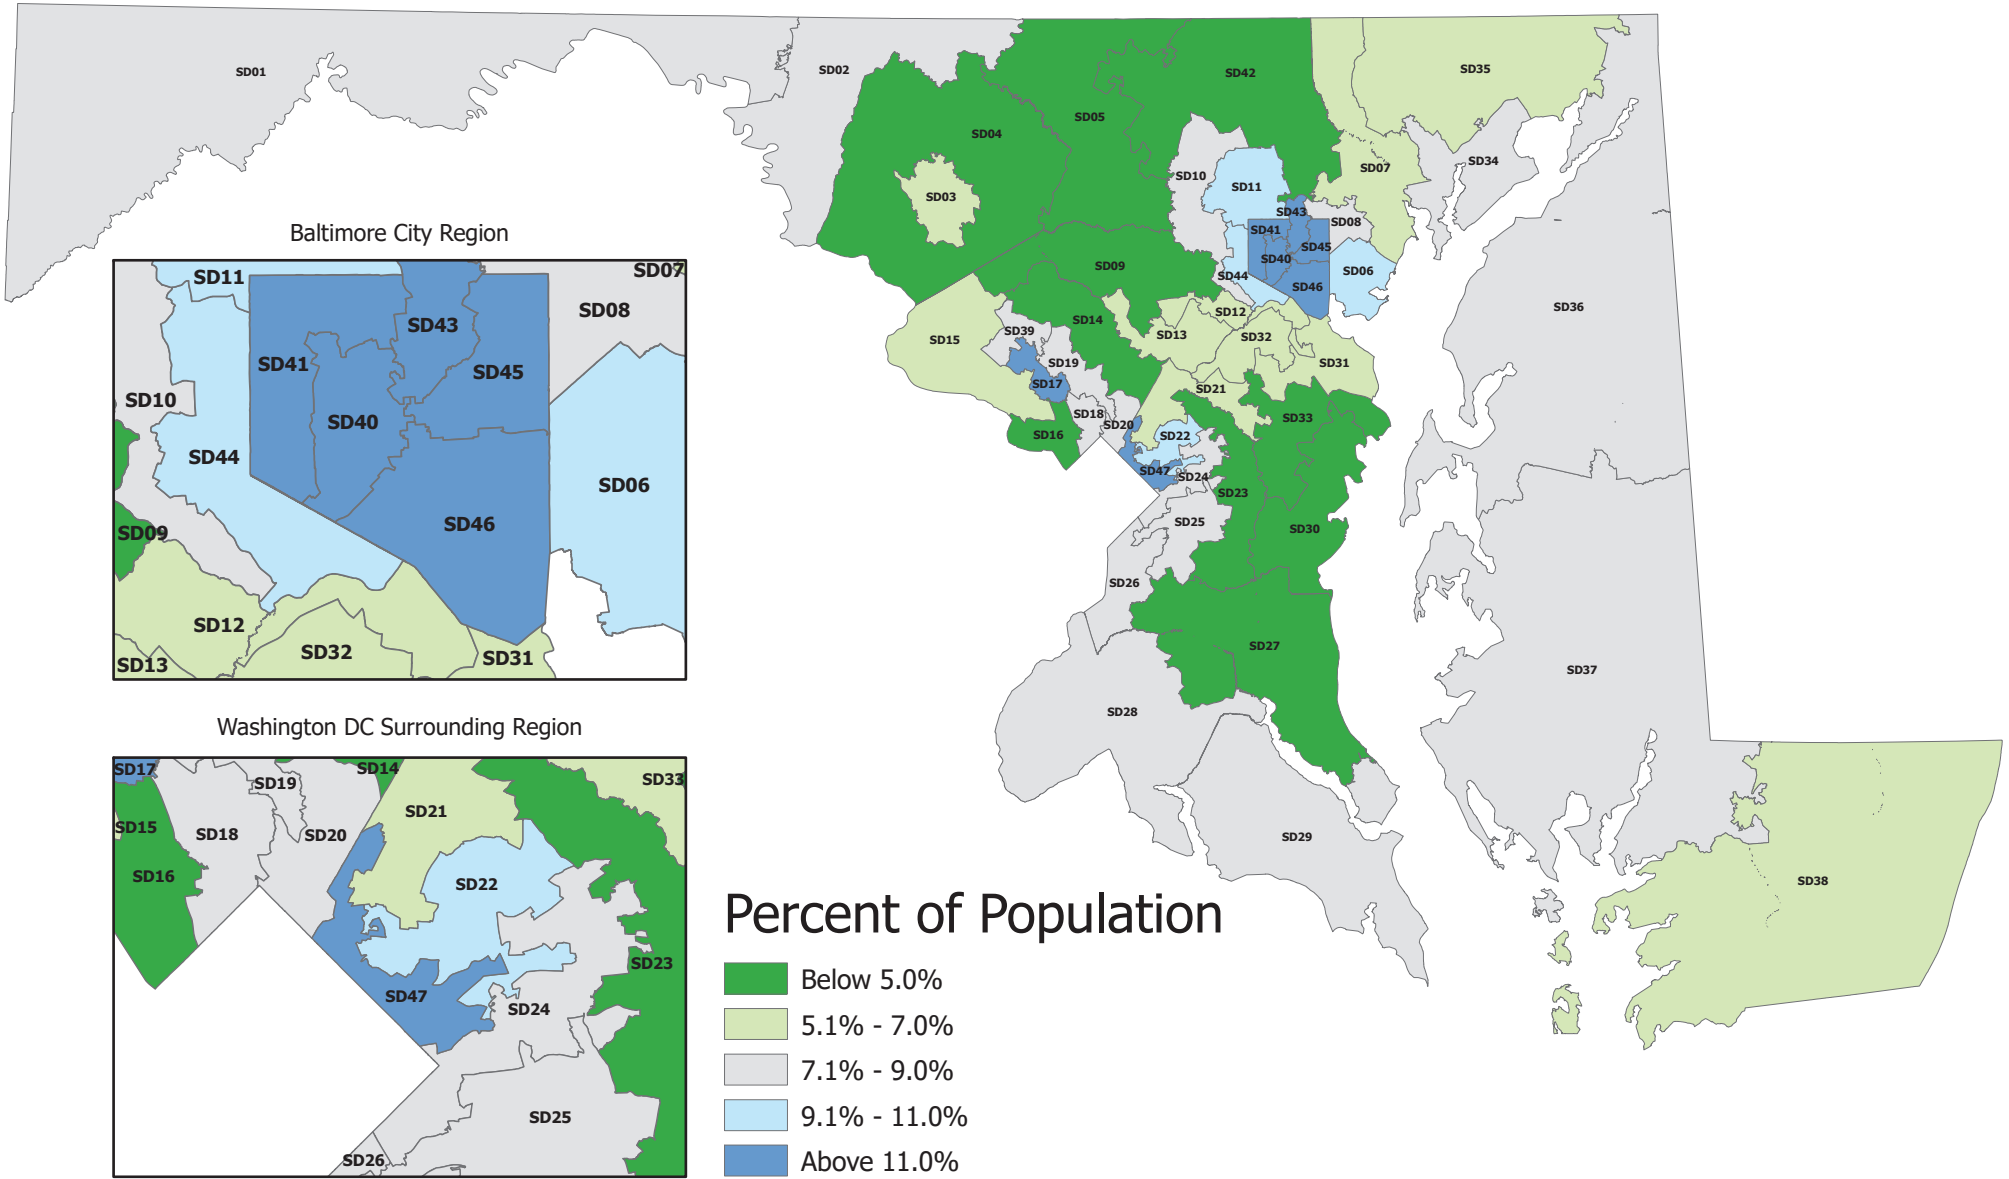 SD01
SD02
SD42
SD35
SD05
SD04
SD34
SD07
SD10
SD11
SD03
SD43
SD08
SD41
SD45
SD40
SD09
SD44
SD06
SD46
SD36
SD12
SD14
SD39
SD13
SD32
SD15
SD19
SD31
SD17
SD21
SD18
SD33
SD20
SD16
SD22
SD47
SD24
SD23
SD25
SD30
SD26
SD27
SD37
SD28
SD29
SD38
Baltimore City Region
SD11
SD07
SD08
SD43
SD41
SD45
SD10
SD40
SD44
SD06
SD46
SD09
SD12
SD32
SD31
SD13
Washington DC Surrounding Region
SD17
SD14
SD19
SD33
SD21
SD15
SD18
SD20
SD16
SD22
SD23
SD47
SD24
SD25
SD26
Percent of Population
Below 5.0%
5.1% - 7.0%
7.1% - 9.0%
9.1% - 11.0%
Above 11.0%